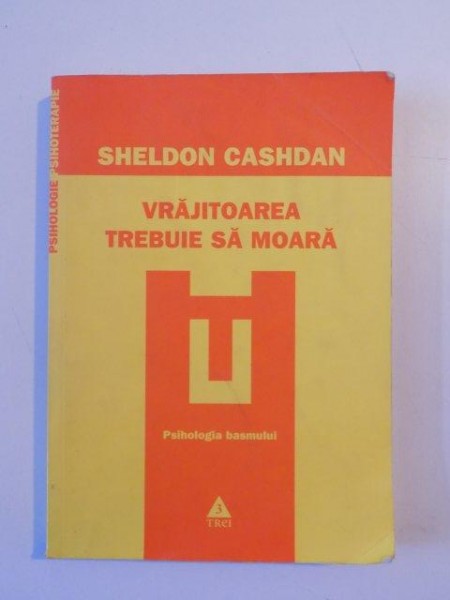 PSIHOLOGIE PSIHOTERAPIE
SHELDON CASHDAN
VRĂJITOAREA
TREBUIE SĂ MOARĂ
Psihologia basmului
3
TREI